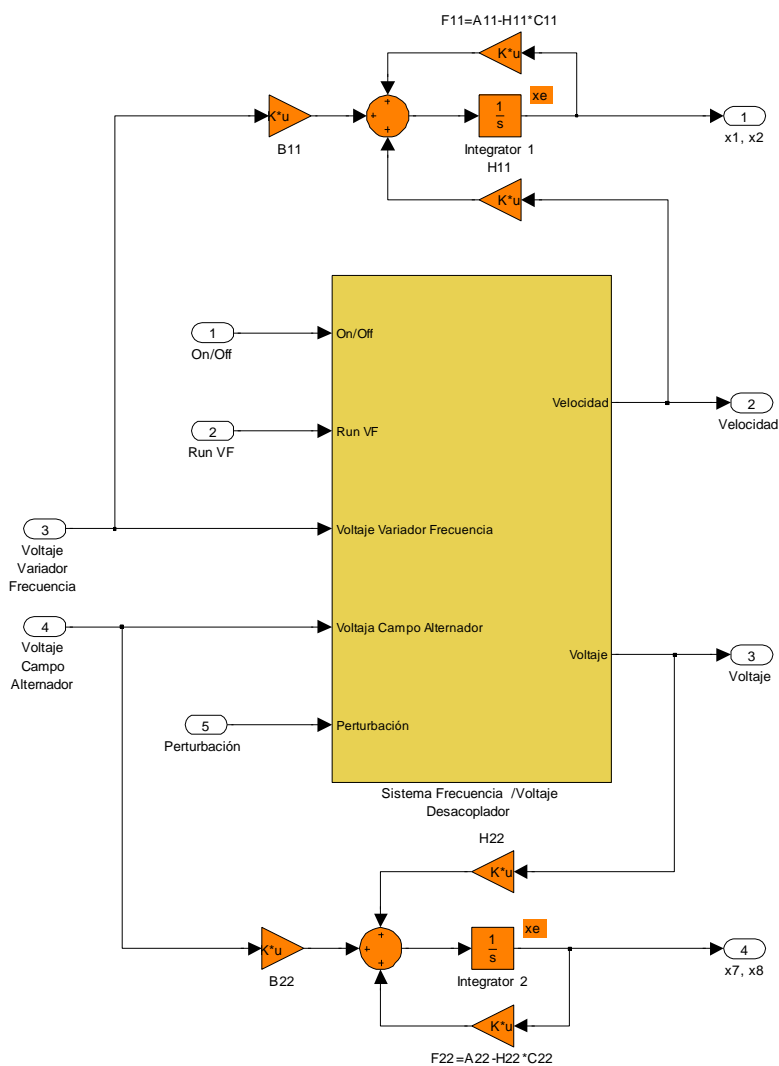 F11=A11-H11*C11
K*u
xe
K*u
B11
+
+
+
1
s
Integrator 1
1
x1, x2
H11
K*u
1
On/Off
On/Off
Velocidad
2
Velocidad
2
Run VF
Run VF
3
Voltaje
Variador
Frecuencia
Voltaje Variador Frecuencia
4
Voltaje
Campo
Alternador
Voltaja Campo Alternador
Voltaje
3
Voltaje
5
Perturbación
Perturbación
Sistema Frecuencia /Voltaje
Desacoplador
H22
K*u
xe
K*u
B22
+
+
+
1
s
Integrator 2
4
x7, x8
K*u
F22=A22-H22*C22